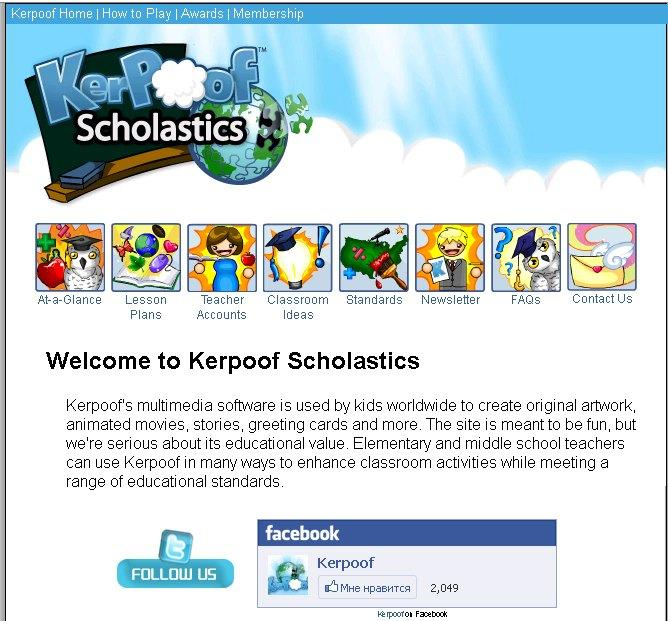 Kerpoof Home | How to Play | Awards | Membership
KerPoof™
Scholastics
At-a-Glance
Lesson Plans
Teacher Accounts
Classroom Ideas
Standards
Newsletter
FAQs
Contact Us
Welcome to Kerpoof Scholastics
Kerpoof's multimedia software is used by kids worldwide to create original artwork,
animated movies, stories, greeting cards and more. The site is meant to be fun, but
we're serious about its educational value. Elementary and middle school teachers
can use Kerpoof in many ways to enhance classroom activities while meeting a
range of educational standards.
t
FOLLOW US
facebook
Kerpoof
Мне нравится 2,049
Kerpoof on Facebook